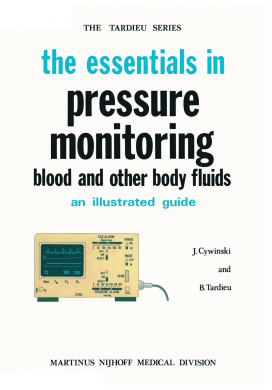 THE TARDIEU SERIES
the essentials in
pressure
monitoring
blood and other body fluids
an illustrated guide
J. Cywinski
and
B. Tardieu
MARTINUS NIJHOFF MEDICAL DIVISION